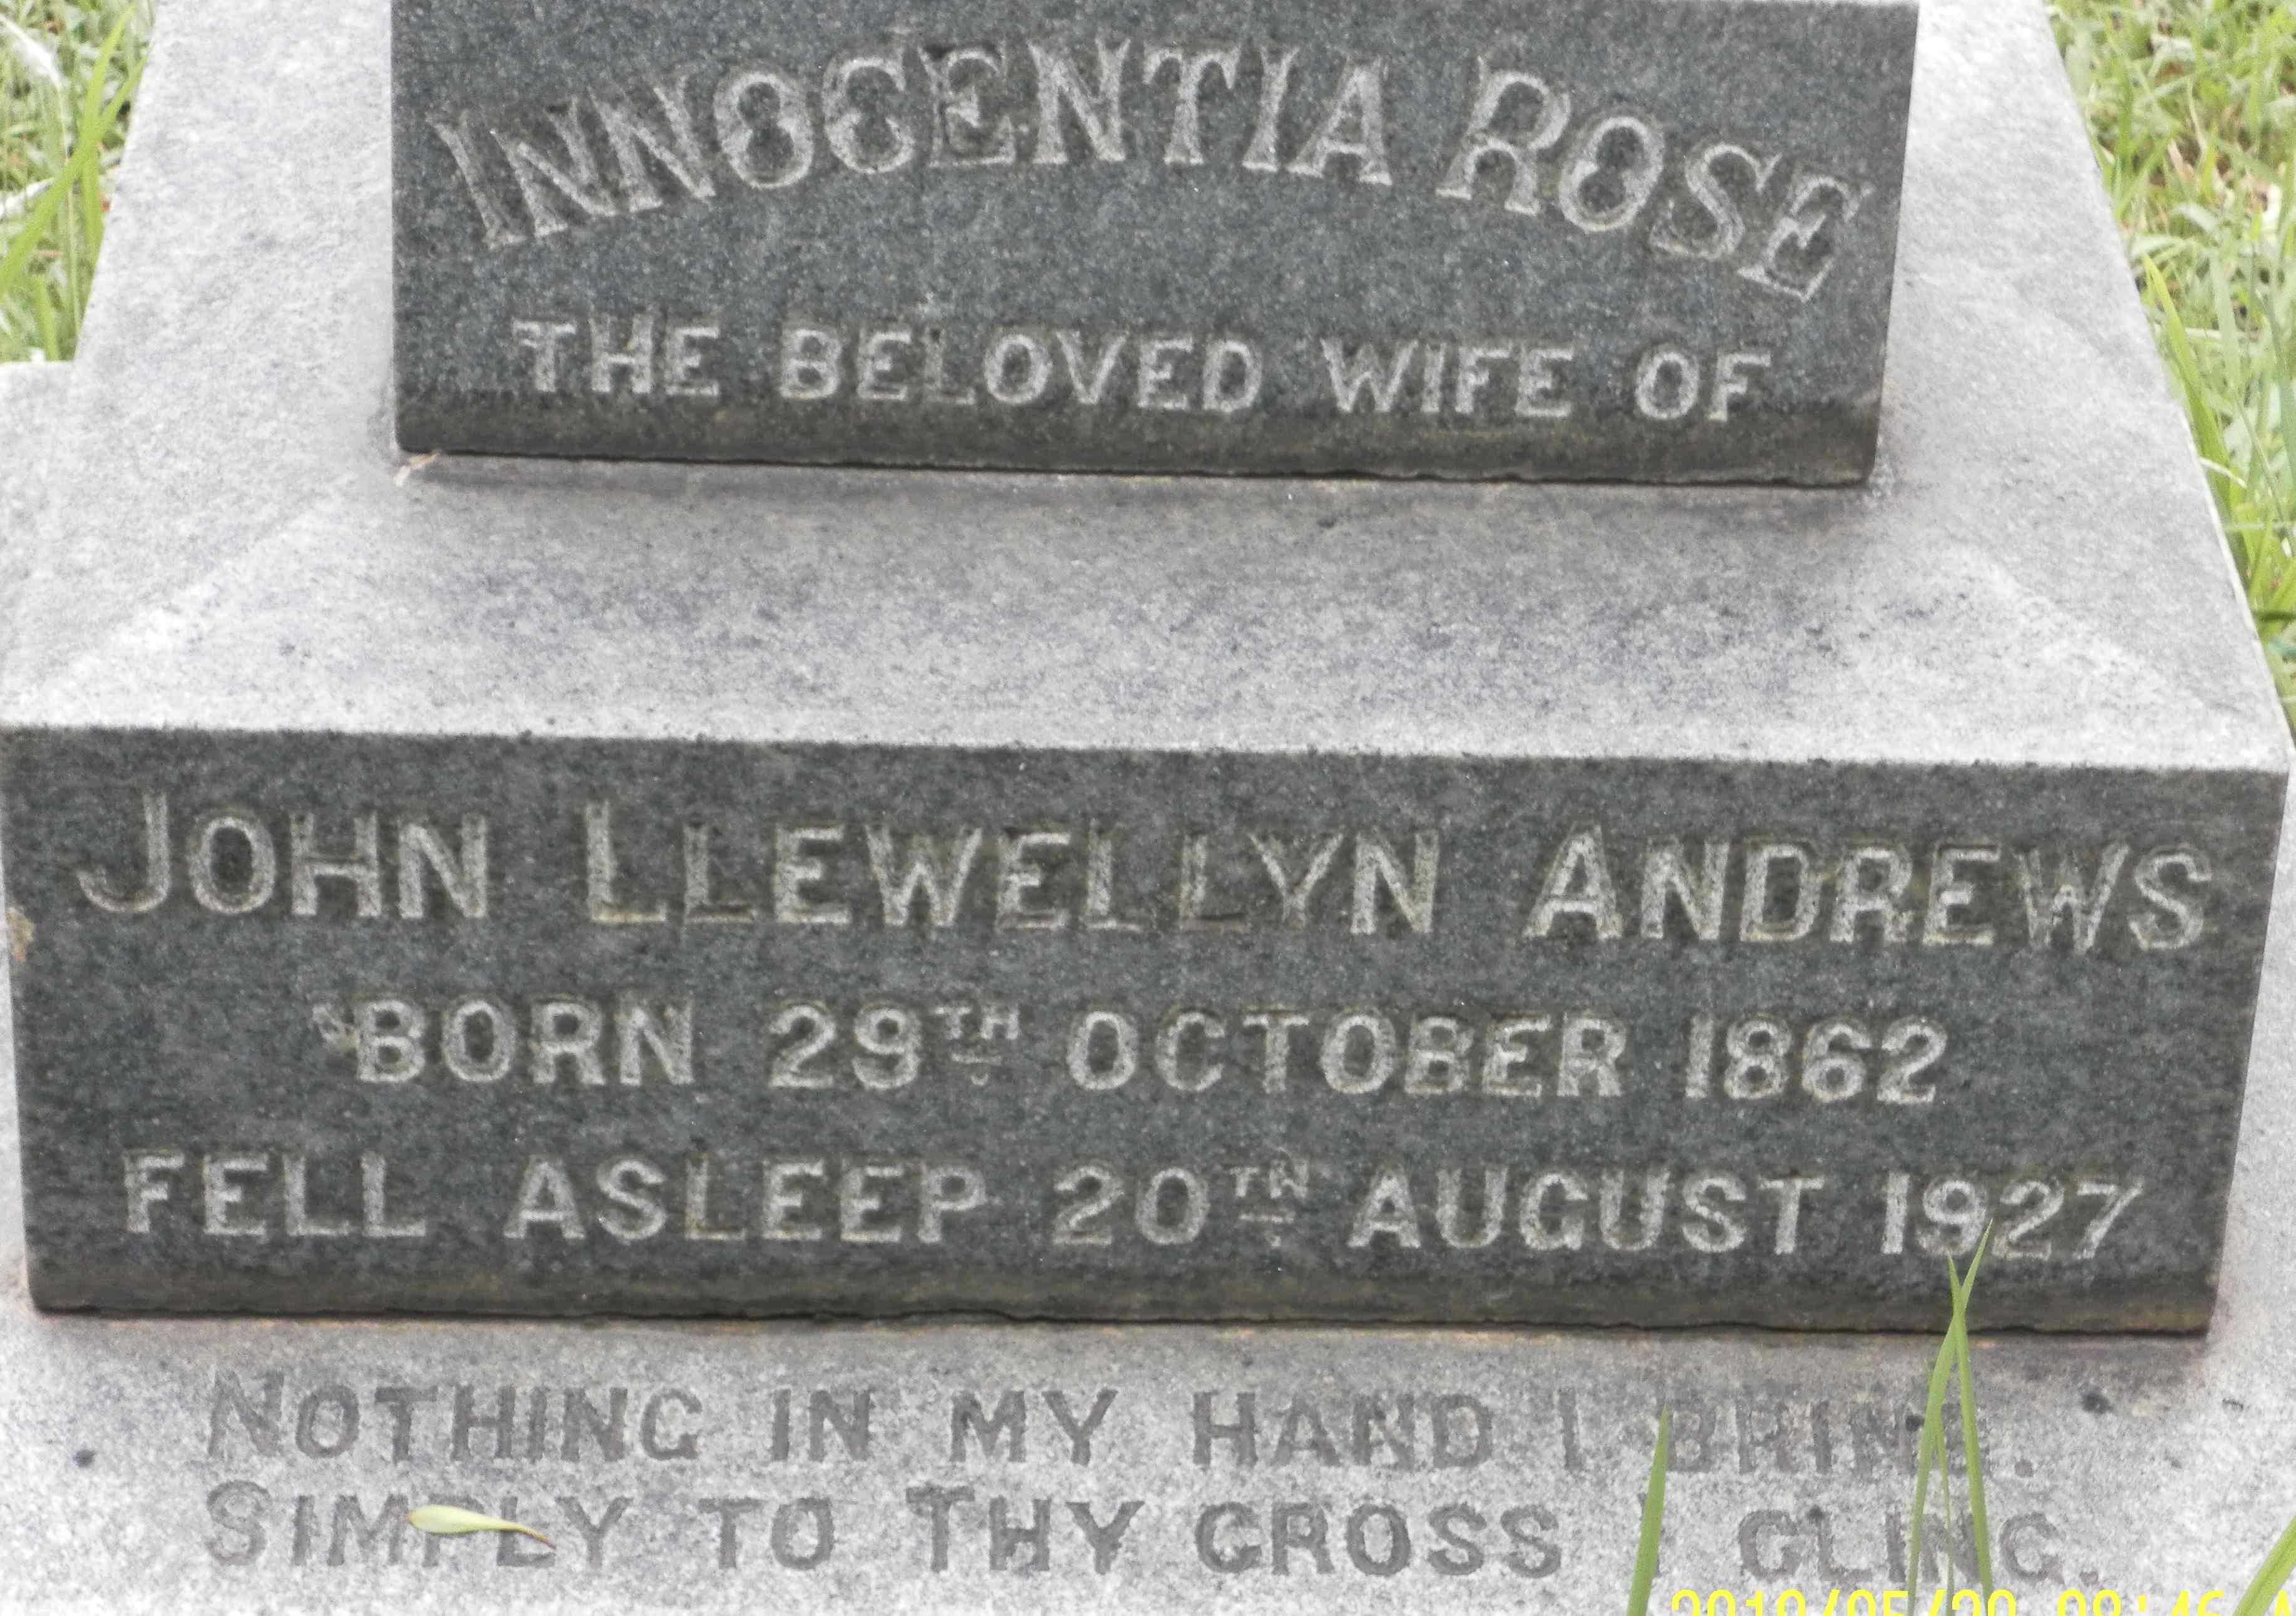 INNOCENTIA ROSE
THE BELOVED WIFE OF
JOHN LLEWELLYN ANDREWS
BORN 29TH OCTOBER 1862
FELL ASLEEP 20TH AUGUST 1927
NOTHING IN MY HAND I BRING.
SIMPLY TO THY CROSS I CLING.